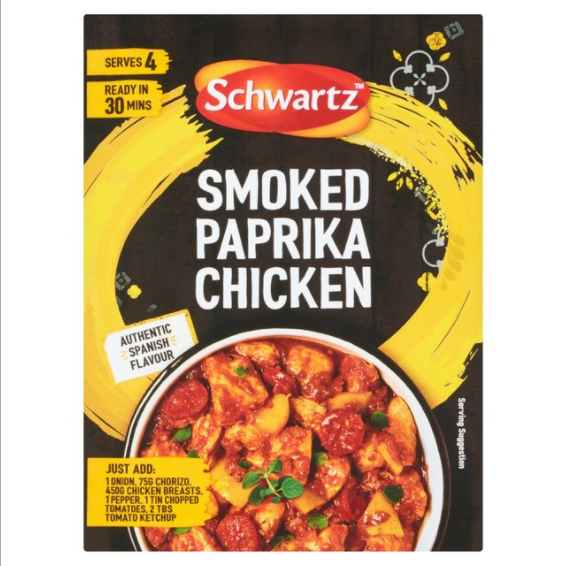 SERVES 4
READY IN
30 MINS
Schwartz™
SMOKED
PAPRIKA
CHICKEN
AUTHENTIC
SPANISH
FLAVOUR
Serving Suggestion
JUST ADD:
1 ONION, 75G CHORIZO,
450G CHICKEN BREASTS,
1 PEPPER, 1 TIN CHOPPED
TOMATOES, 2 TBS
TOMATO KETCHUP